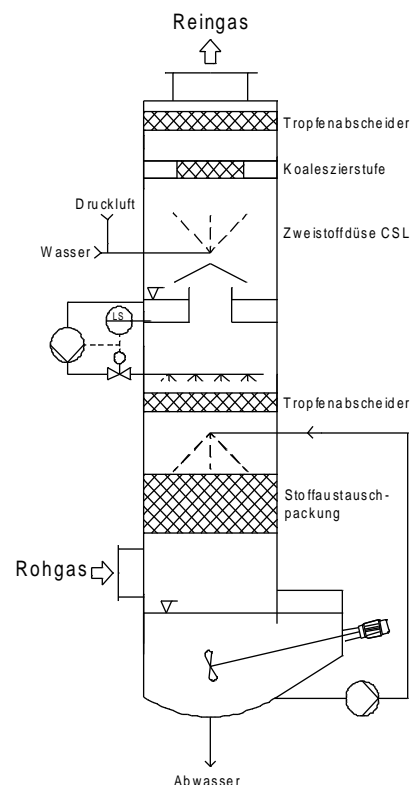 Reingas
Tropfenabscheider
Koaleszierstufe
Druckluft
Zweistoffdüse CSL
Wasser
LS
Tropfenabscheider
Stoffaustausch-
packung
Rohgas
Abwasser